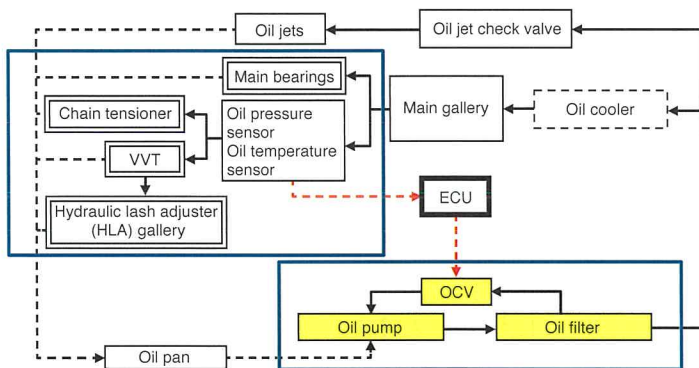 Oil jets
Oil jet check valve
Main bearings
Chain tensioner
Oil pressure
sensor
Oil temperature
sensor
Main gallery
Oil cooler
VVT
Hydraulic lash adjuster
(HLA) gallery
ECU
OCV
Oil pump
Oil filter
Oil pan